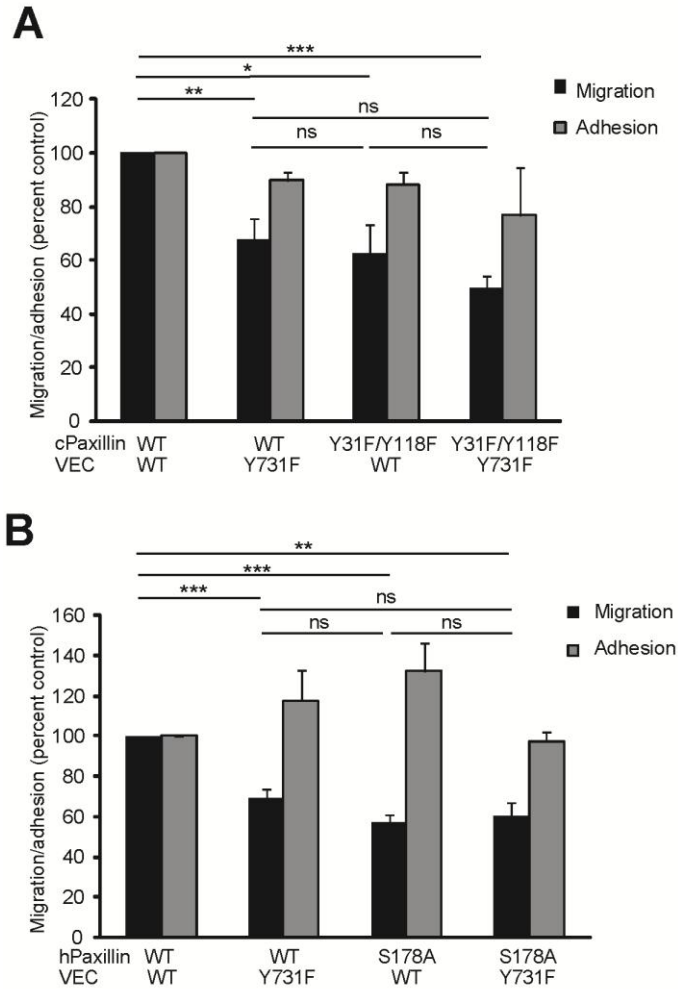 A
***
*
**
ns
ns ns
Migration
Adhesion
Migration/adhesion (percent control)
120
100
80
60
40
20
0
cPaxillin WT WT Y31F/Y118F Y31F/Y118F
VEC WT Y731F WT Y731F
B
**
***
***
ns
ns ns
Migration
Adhesion
Migration/adhesion (percent control)
160
140
120
100
80
60
40
20
0
hPaxillin WT WT S178A S178A
VEC WT Y731F WT Y731F